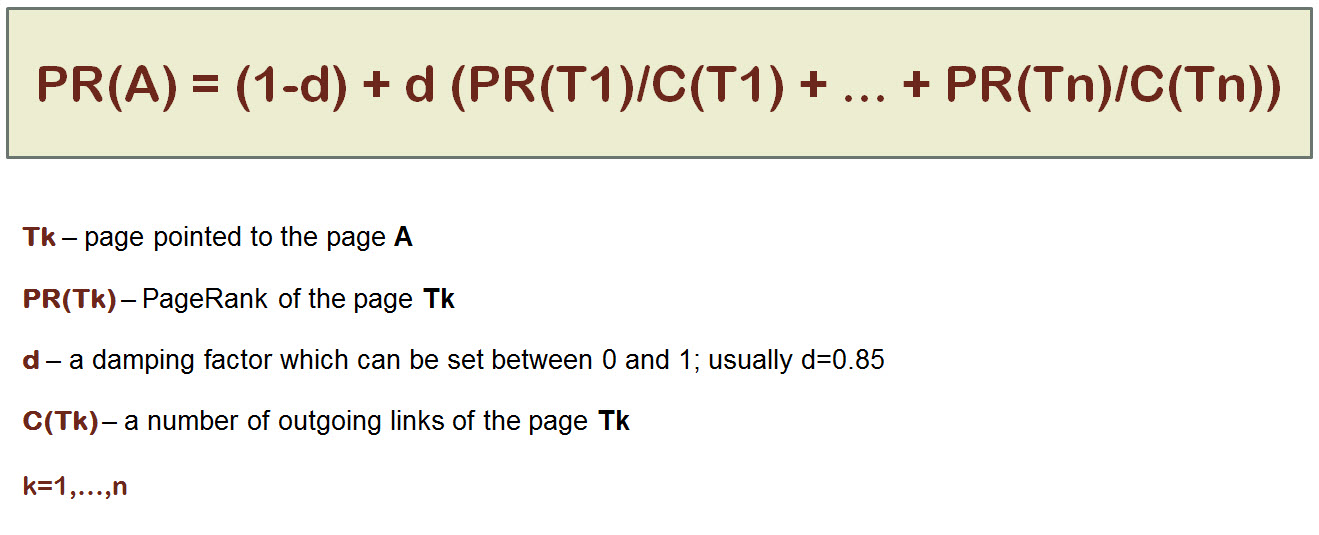 PR(A) = (1-d) + d (PR(T1)/C(T1) + ... + PR(Tn)/C(Tn))
Tk – page pointed to the page A
PR(Tk) – PageRank of the page Tk
d – a damping factor which can be set between 0 and 1; usually d=0.85
C(Tk) – a number of outgoing links of the page Tk
k=1,...,n